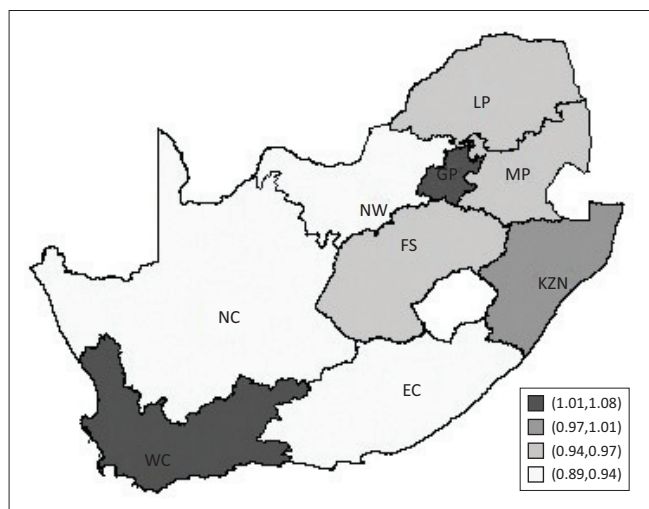 LP
GP
MP
NW
FS
KZN
NC
EC
WC
(1.01,1.08)
(0.97,1.01)
(0.94,0.97)
(0.89,0.94)